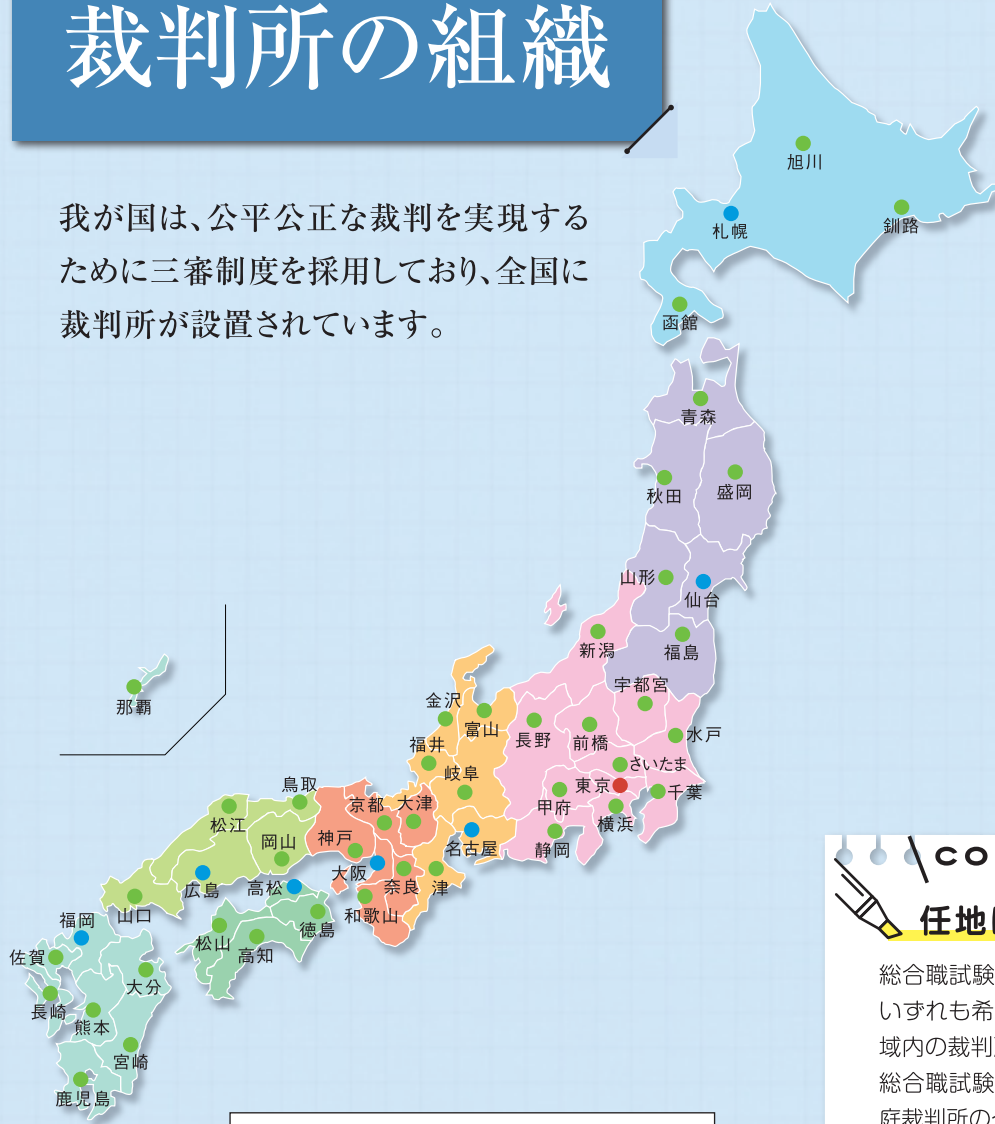 裁判所の組織
我が国は、公平公正な裁判を実現する
ために三審制度を採用しており、全国に
裁判所が設置されています。
旭川
釧路
札幌
函館
青森
秋田
盛岡
山形
仙台
新潟
福島
宇都宮
水戸
金沢
富山
長野
前橋
さいたま
福井
岐阜
東京
千葉
甲府
横浜
名古屋
静岡
那覇
鳥取
松江
京都
大津
岡山
神戸
大阪
奈良
津
広島
高松
和歌山
山口
徳島
松山
高知
福岡
佐賀
大分
長崎
熊本
宮崎
鹿児島
CO
任地
総合職試験
いずれも希
域内の裁判
総合職試験
庭裁判所の